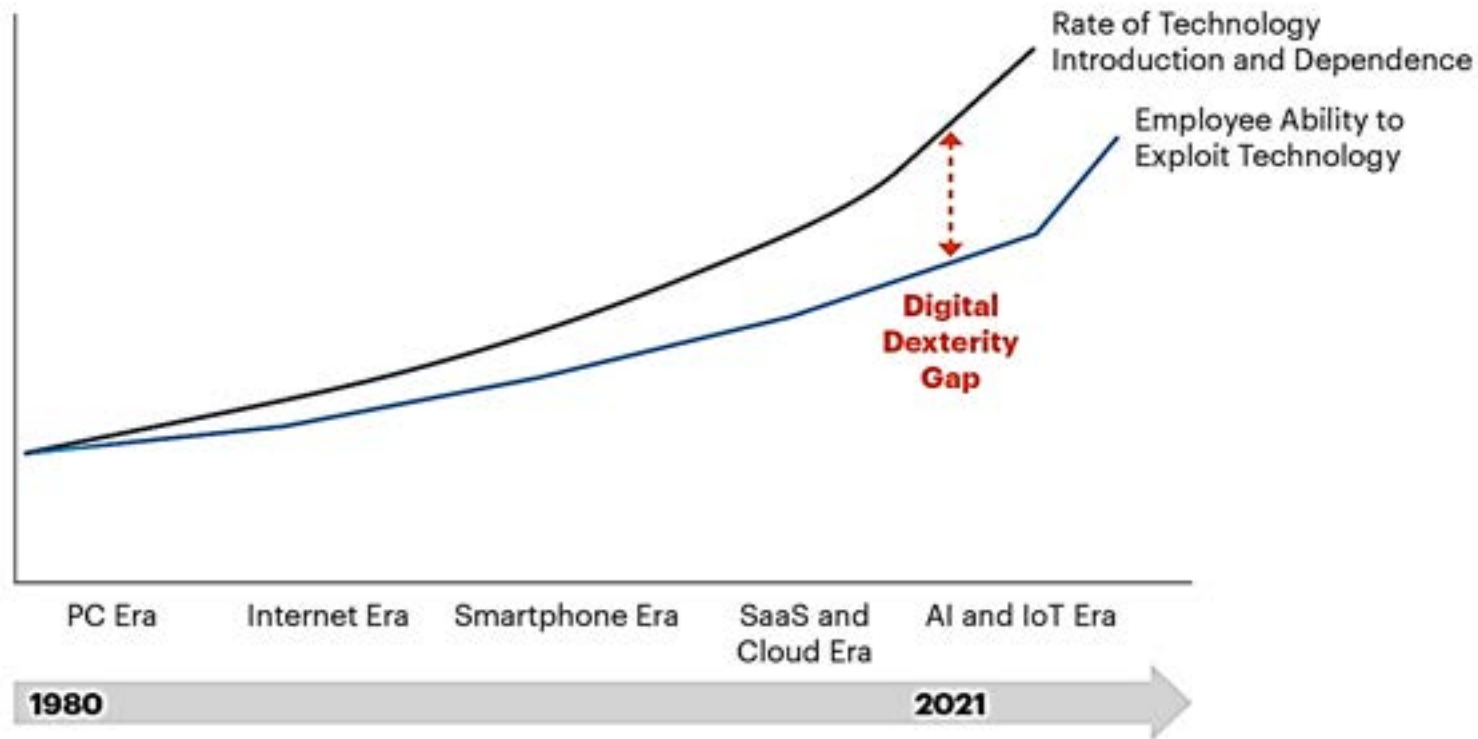 Rate of Technology
Introduction and Dependence
Employee Ability to
Exploit Technology
Digital
Dexterity
Gap
PC Era
Internet Era
Smartphone Era
SaaS and
Cloud Era
AI and IoT Era
1980
2021